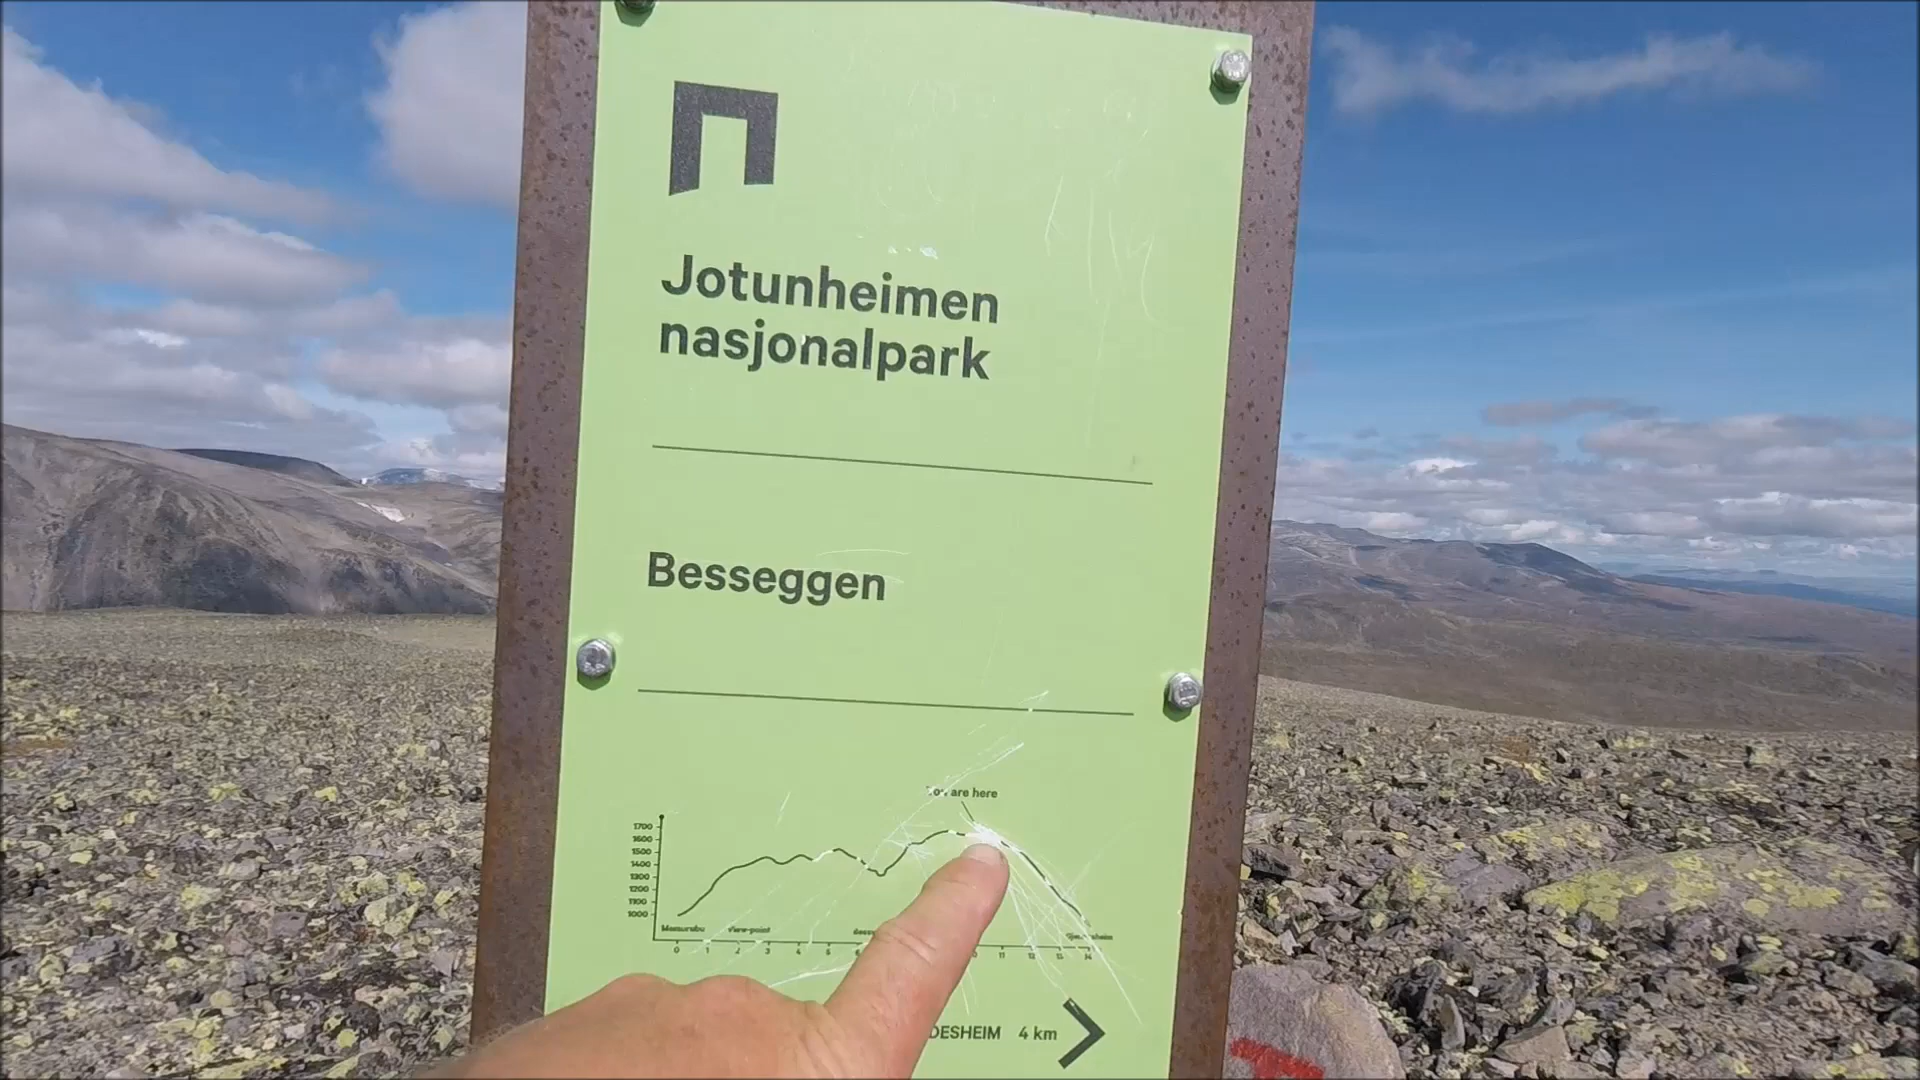 Jotunheimen
nasjonalpark
Besseggen
You are here
1700
1600
1500
1400
1300
1200
1100
1000
Memurubu View-point
0 1 2 3 4 5 6 11 12 13 14
DESHEIM 4 km